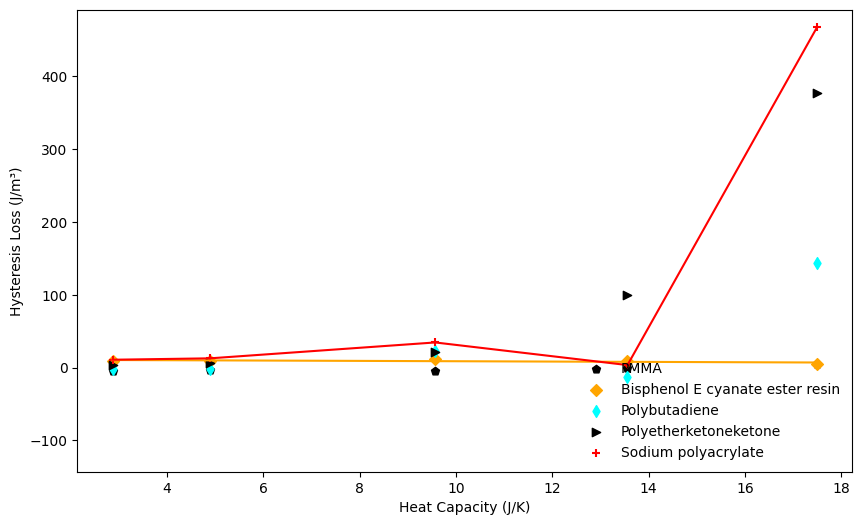 400
300
200
100
0
−100
4
6
8
10
12
14
16
18
Hysteresis Loss (J/m³)
Heat Capacity (J/K)
Bisphenol E cyanate ester resin
Polybutadiene
Polyetherketoneketone
Sodium polyacrylate